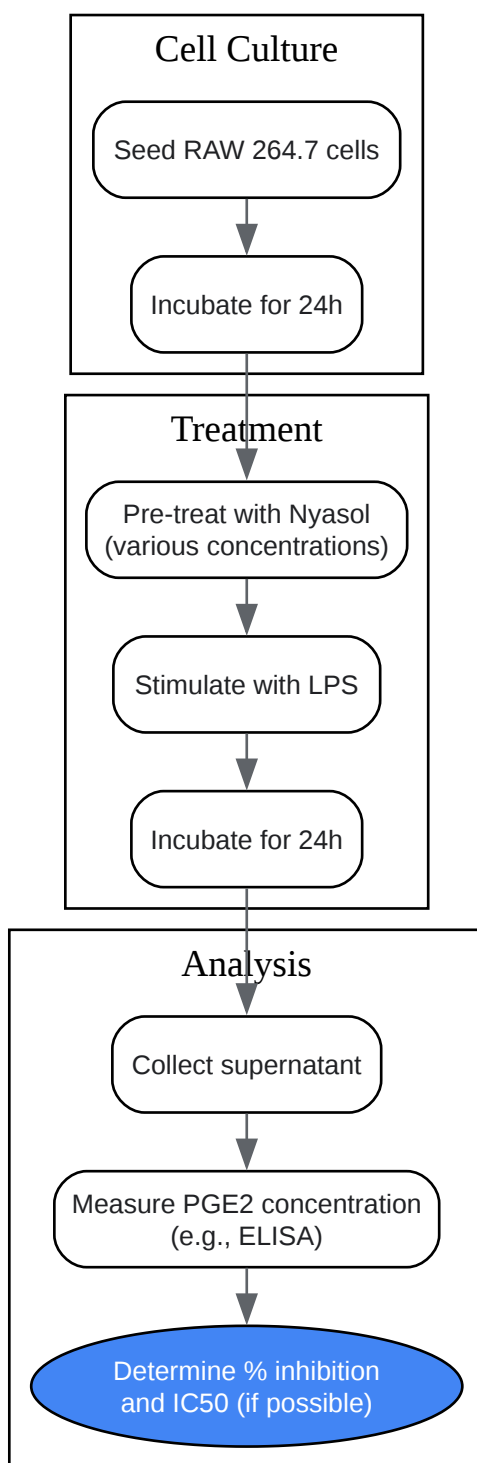 Cell Culture
Seed RAW 264.7 cells
Incubate for 24h
Treatment
Pre-treat with Nyasol
(various concentrations)
Stimulate with LPS
Incubate for 24h
Analysis
Collect supernatant
Measure PGE2 concentration
(e.g., ELISA)
Determine % inhibition
and IC50 (if possible)